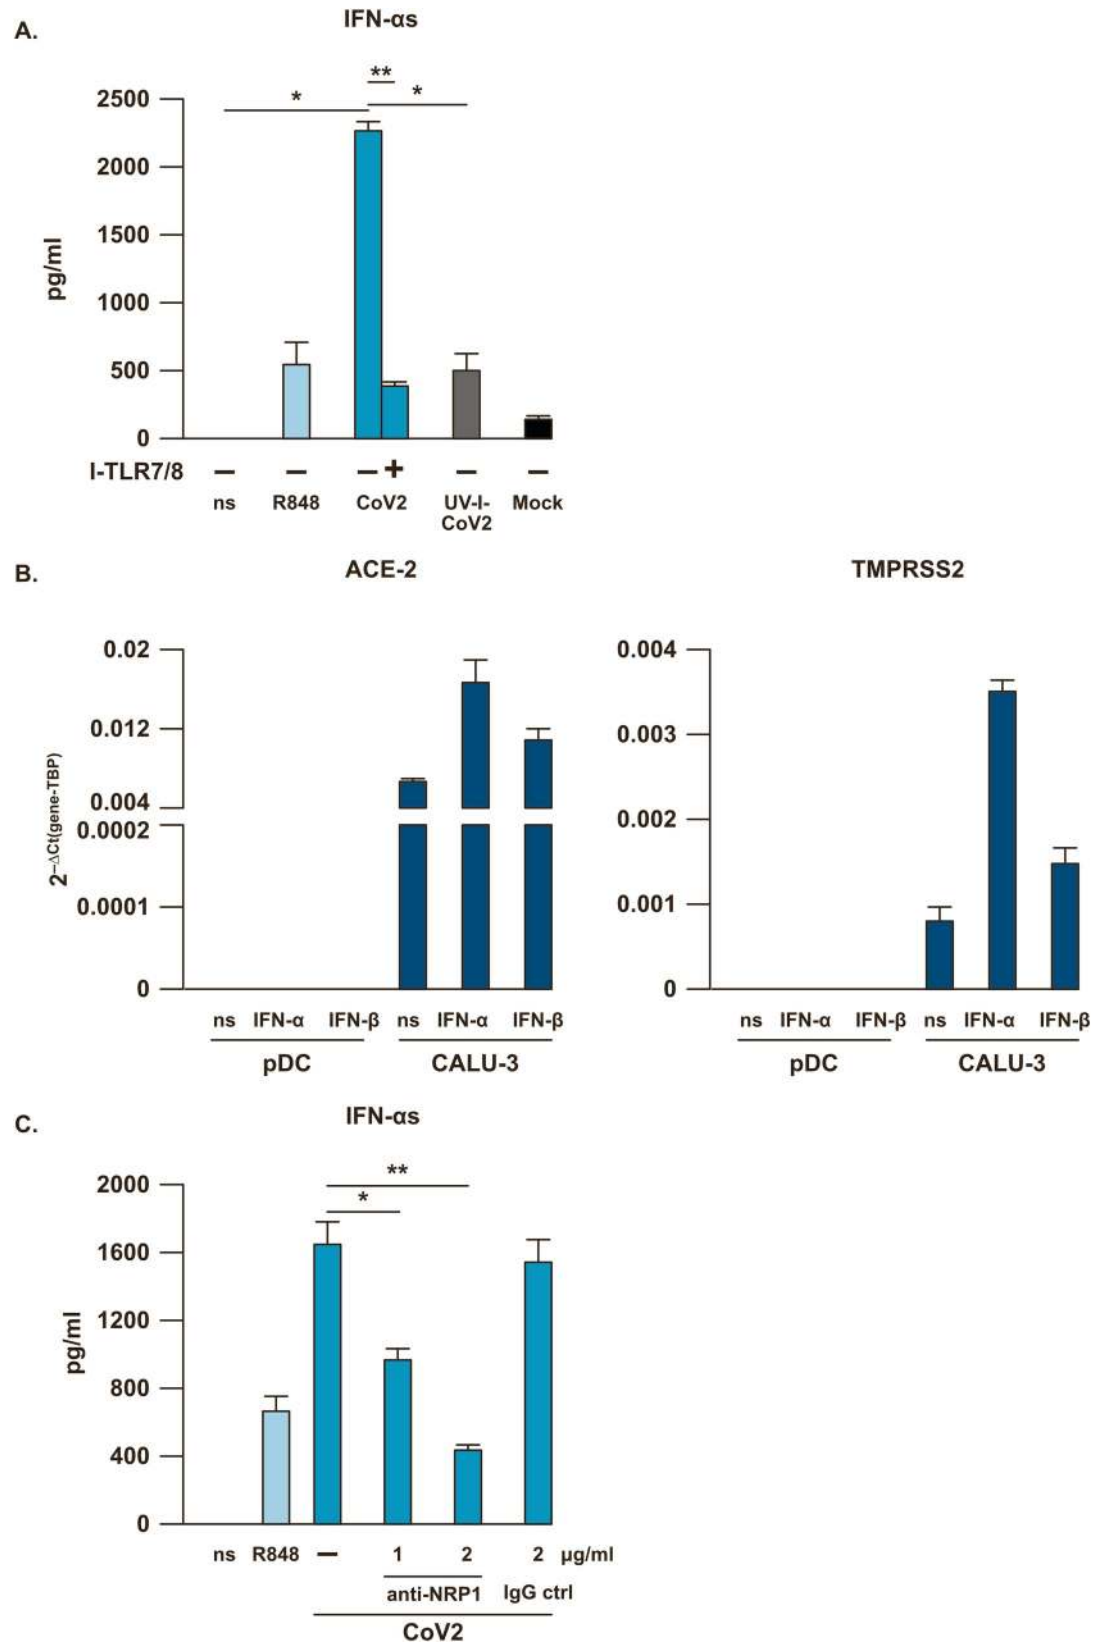 A.
IFN-αs
** 
* *
2500
2000
1500
1000
500
0
pg/ml
I-TLR7/8 – – – + – –
ns R848 CoV2 UV-I- Mock
CoV2
B.
ACE-2
0.02
0.012
0.004
0.0002
0.0001
0
2–ΔCt(gene-TBP)
ns IFN-α IFN-β ns IFN-α IFN-β
pDC CALU-3
TMPRSS2
0.004
0.003
0.002
0.001
0
ns IFN-α IFN-β ns IFN-α IFN-β
pDC CALU-3
C.
IFN-αs
**
*
2000
1600
1200
800
400
0
pg/ml
ns R848 – 1 2 2 µg/ml
anti-NRP1 IgG ctrl
CoV2